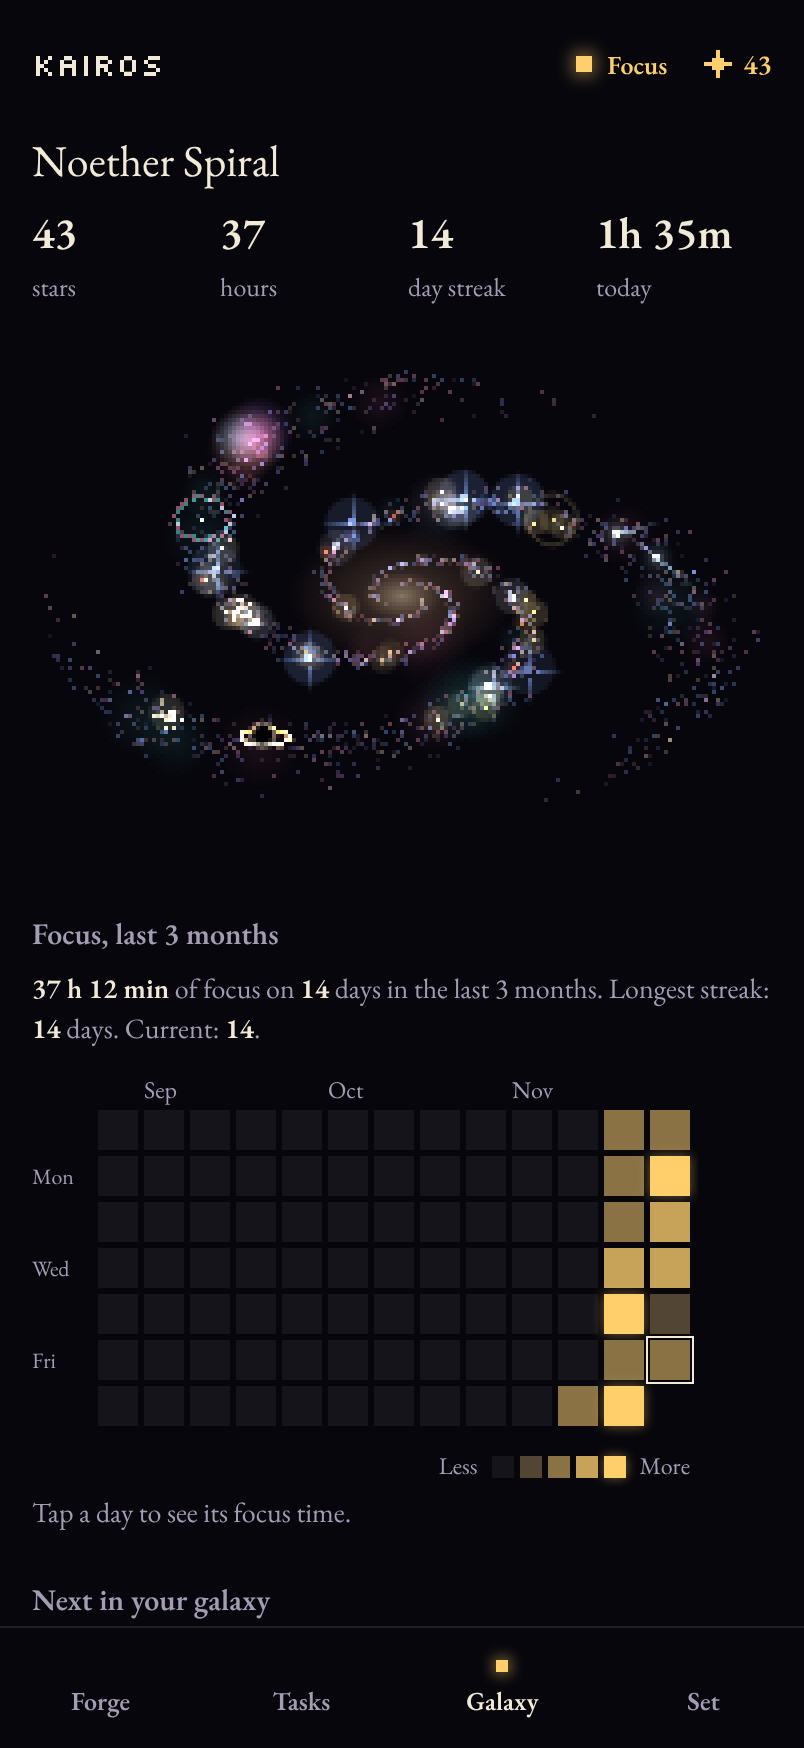 KAIROS
Focus
43
Noether Spiral
43
37
14
1h 35m
stars
hours
day streak
today
Focus, last 3 months
37 h 12 min of focus on 14 days in the last 3 months. Longest streak:
14 days. Current: 14.
Sep
Oct
Nov
Mon
Wed
Fri
Less
More
Tap a day to see its focus time.
Next in your galaxy
Forge
Tasks
Galaxy
Set